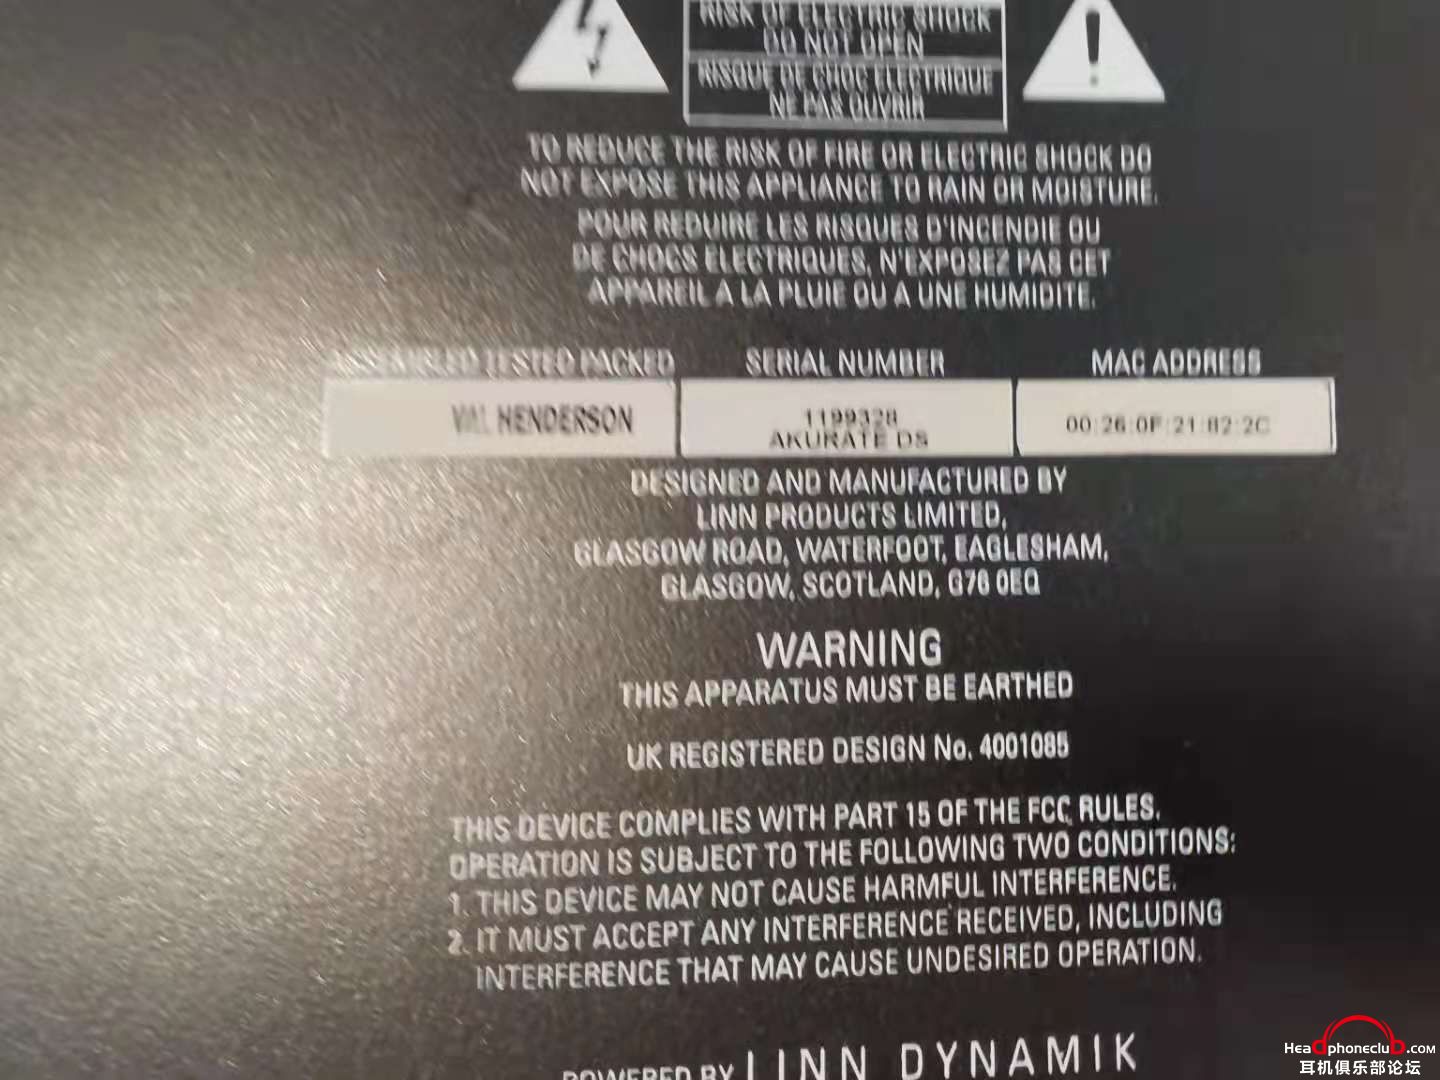 RISK OF ELECTRIC SHOCK
DO NOT OPEN
RISQUE DE CHOC ELECTRIQUE
NE PAS OUVRIR
TO REDUCE THE RISK OF FIRE OR ELECTRIC SHOCK DO
NOT EXPOSE THIS APPLIANCE TO RAIN OR MOISTURE.
POUR REDUIRE LES RISQUES D'INCENDIE OU
DE CHOCS ELECTRIQUES, N'EXPOSEZ PAS CET
APPAREIL A LA PLUIE OU A UNE HUMIDITE.
ASSEMBLED TESTED PACKED SERIAL NUMBER MAC ADDRESS
VAL HENDERSON
1199328
AKURATE DS
00:26:0F:21:82:2C
DESIGNED AND MANUFACTURED BY
LINN PRODUCTS LIMITED,
GLASGOW ROAD, WATERFOOT, EAGLESHAM,
GLASGOW, SCOTLAND, G76 0EQ
WARNING
THIS APPARATUS MUST BE EARTHED
UK REGISTERED DESIGN No. 4001085
THIS DEVICE COMPLIES WITH PART 15 OF THE FCC RULES.
OPERATION IS SUBJECT TO THE FOLLOWING TWO CONDITIONS:
1. THIS DEVICE MAY NOT CAUSE HARMFUL INTERFERENCE.
2. IT MUST ACCEPT ANY INTERFERENCE RECEIVED, INCLUDING
INTERFERENCE THAT MAY CAUSE UNDESIRED OPERATION.
POWERED BY LINN DYNAMIK
Headphoneclub.com
耳机俱乐部论坛